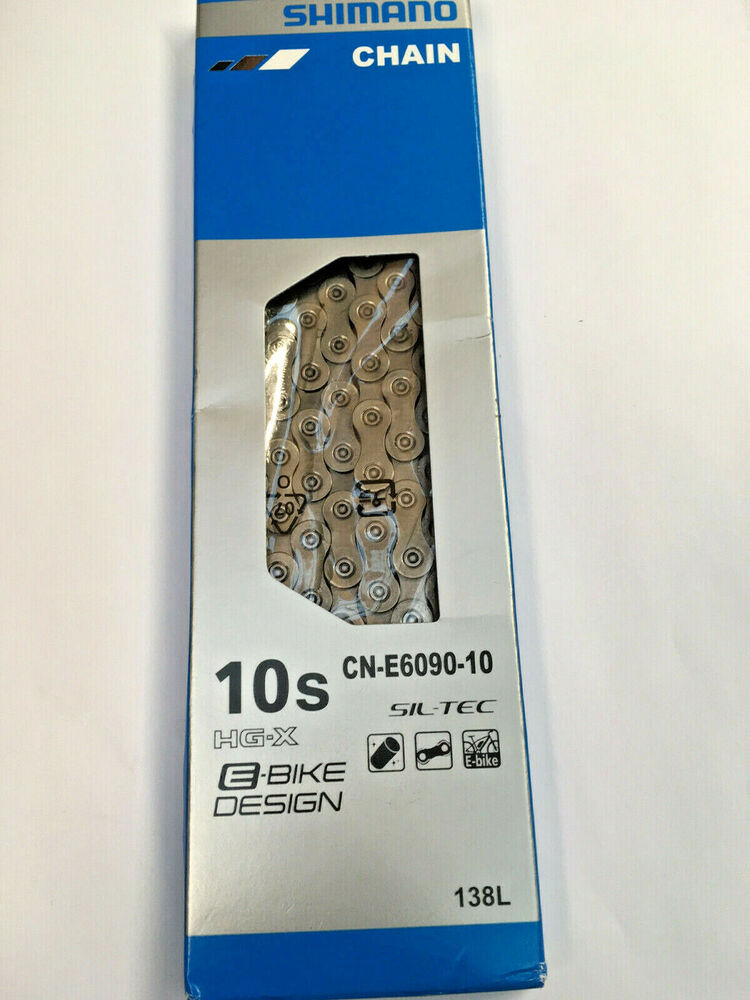 SHIMANO
CHAIN
10s
CN-E6090-10
HG-X
SIL-TEC
E-BIKE
DESIGN
E-bike
138L